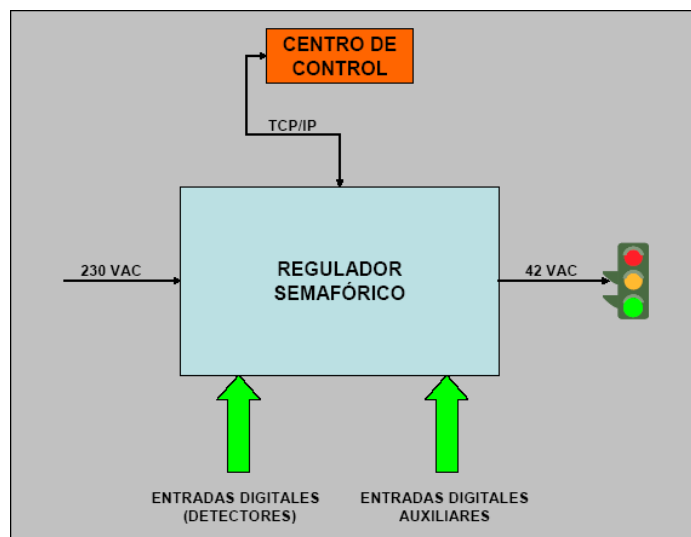 CENTRO DE
CONTROL
TCP/IP
230 VAC
REGULADOR
SEMAFÓRICO
42 VAC
ENTRADAS DIGITALES
(DETECTORES)
ENTRADAS DIGITALES
AUXILIARES